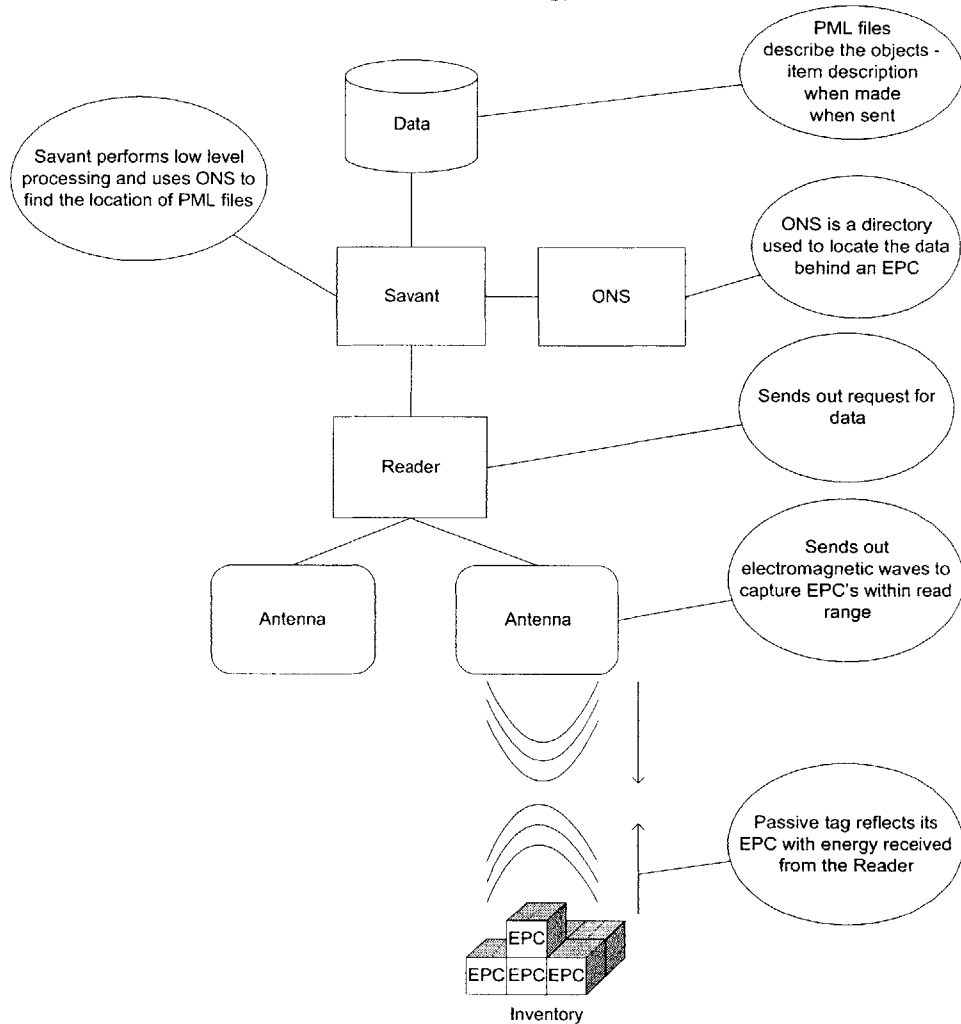 PML files
describe the objects -
item description
when made
when sent
Data
Savant performs low level
processing and uses ONS to
find the location of PML files
ONS is a directory
used to locate the data
behind an EPC
Savant
ONS
Sends out request for
data
Reader
Sends out
electromagnetic waves to
capture EPC's within read
range
Antenna
Antenna
Passive tag reflects its
EPC with energy received
from the Reader
EPC
EPC EPC EPC
Inventory